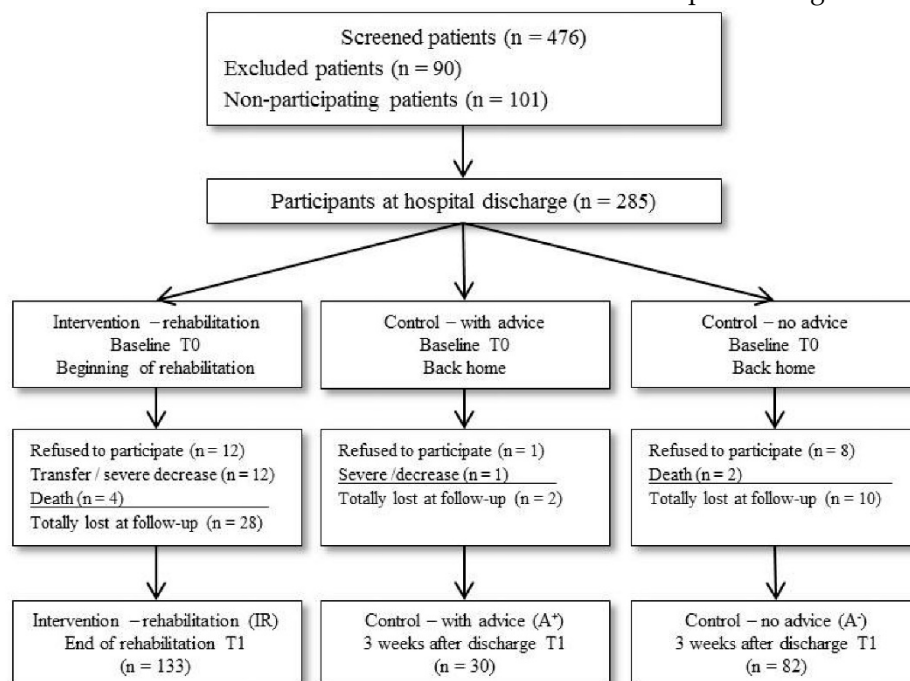 Screened patients (n = 476)
Excluded patients (n = 90)
Non-participating patients (n = 101)
Participants at hospital discharge (n = 285)
Intervention – rehabilitation
Baseline T0
Beginning of rehabilitation
Control – with advice
Baseline T0
Back home
Control – no advice
Baseline T0
Back home
Refused to participate (n = 12)
Transfer / severe decrease (n = 12)
Death (n = 4)
Totally lost at follow-up (n = 28)
Refused to participate (n = 1)
Severe /decrease (n = 1)
Totally lost at follow-up (n = 2)
Refused to participate (n = 8)
Death (n = 2)
Totally lost at follow-up (n = 10)
Intervention – rehabilitation (IR)
End of rehabilitation T1
(n = 133)
Control – with advice (A⁺)
3 weeks after discharge T1
(n = 30)
Control – no advice (A⁻)
3 weeks after discharge T1
(n = 82)